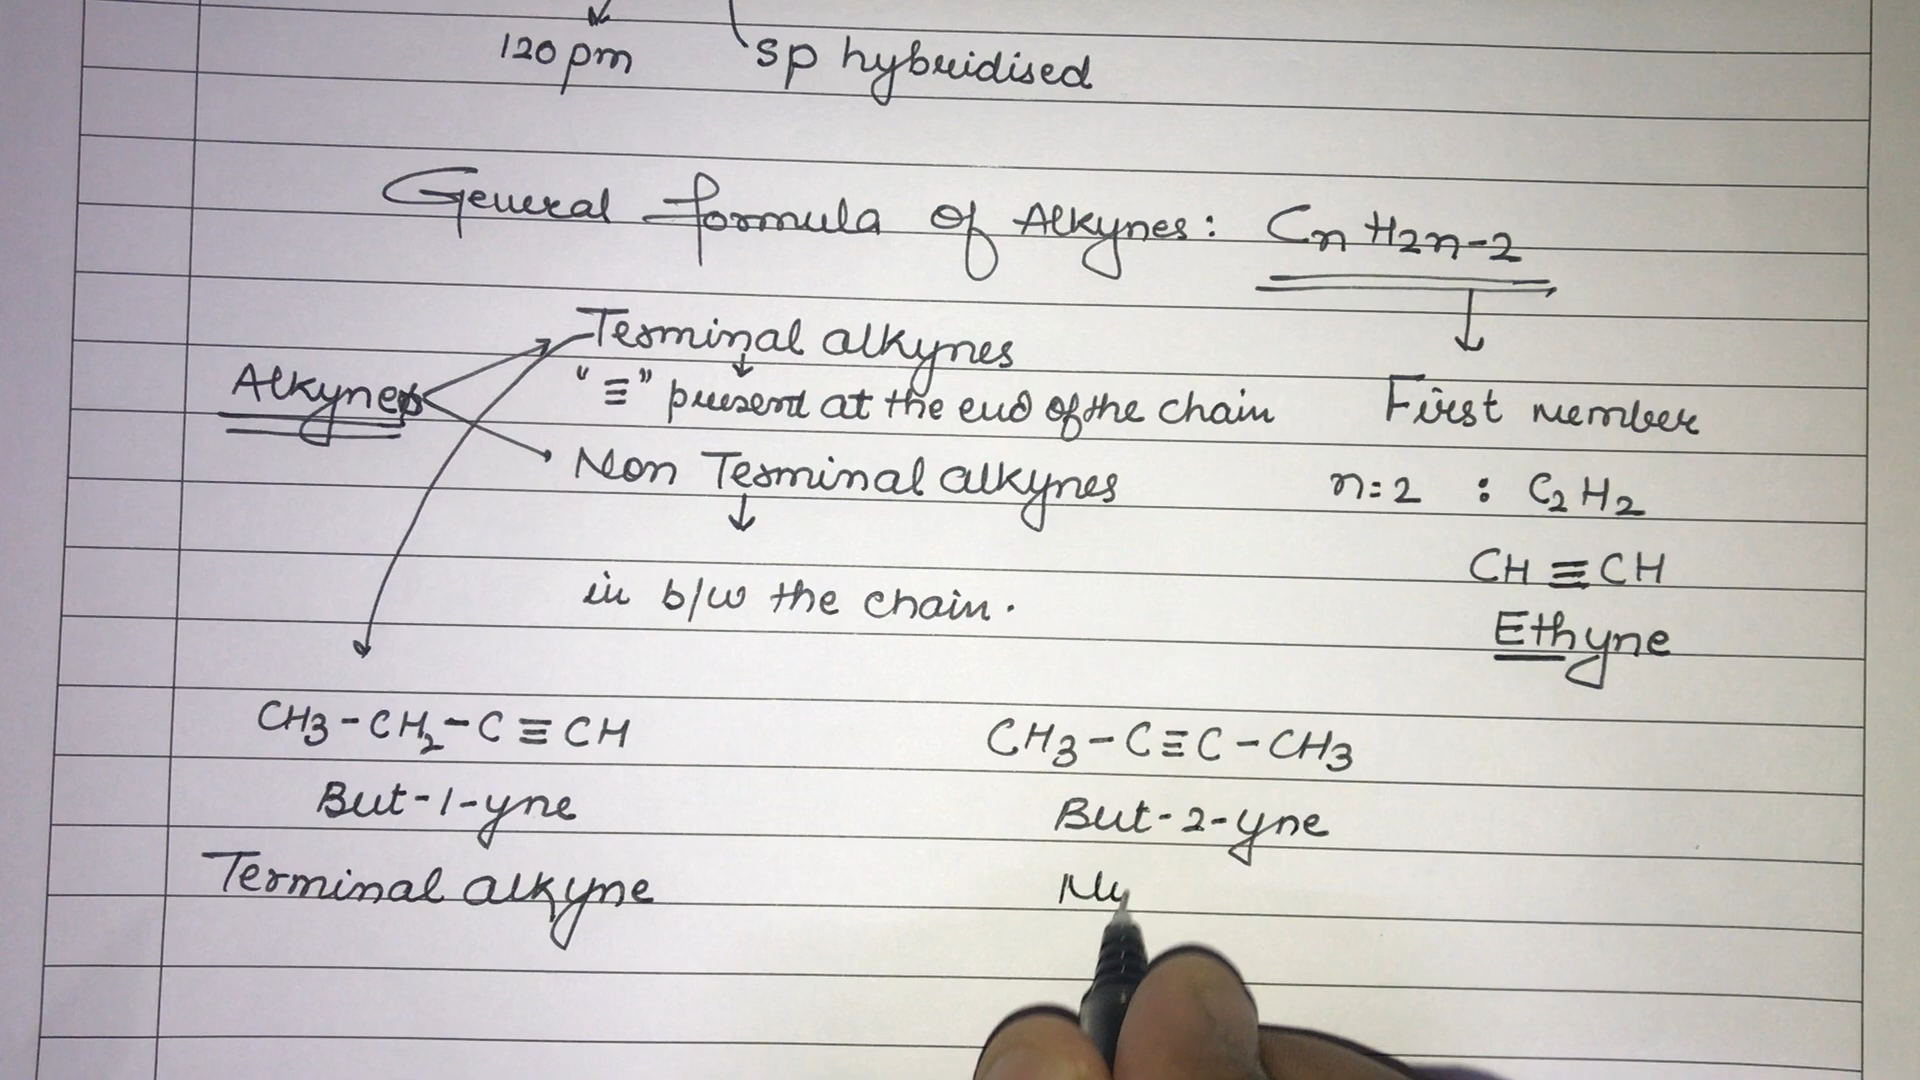 120 pm sp hybridised
General formula of Alkynes: CnH2n-2
Terminal alkynes
Alkynes
"≡" present at the end of the chain
First member
Non Terminal alkynes
n=2 : C2H2
CH≡CH
in b/w the chain.
Ethyne
CH3-CH2-C≡CH
CH3-C≡C-CH3
But-1-yne
But-2-yne
Terminal alkyne